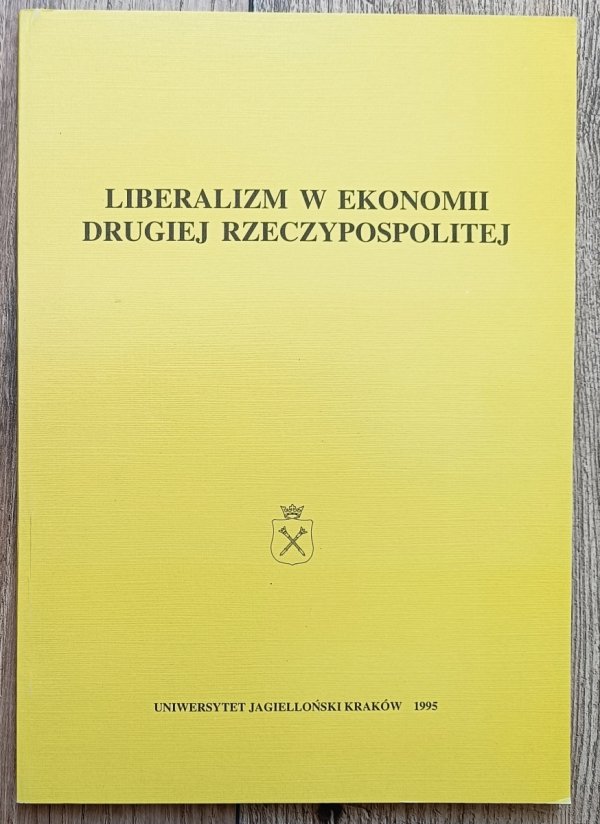 LIBERALIZM W EKONOMII
DRUGIEJ RZECZYPOSPOLITEJ
UNIWERSYTET JAGIELLOŃSKI KRAKÓW 1995